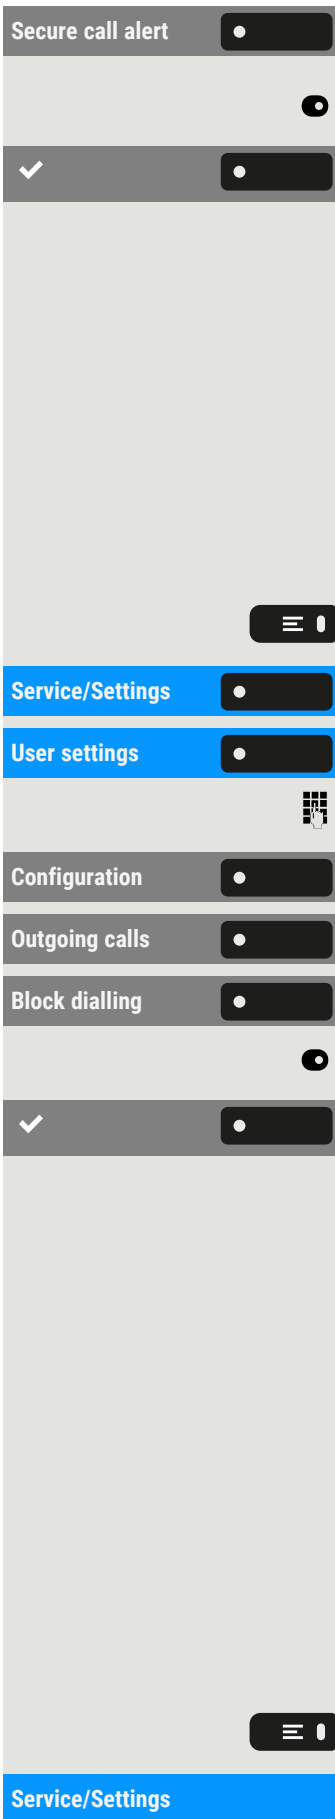 Secure call alert
Service/Settings
User settings
Configuration
Outgoing calls
Block dialling
Service/Settings